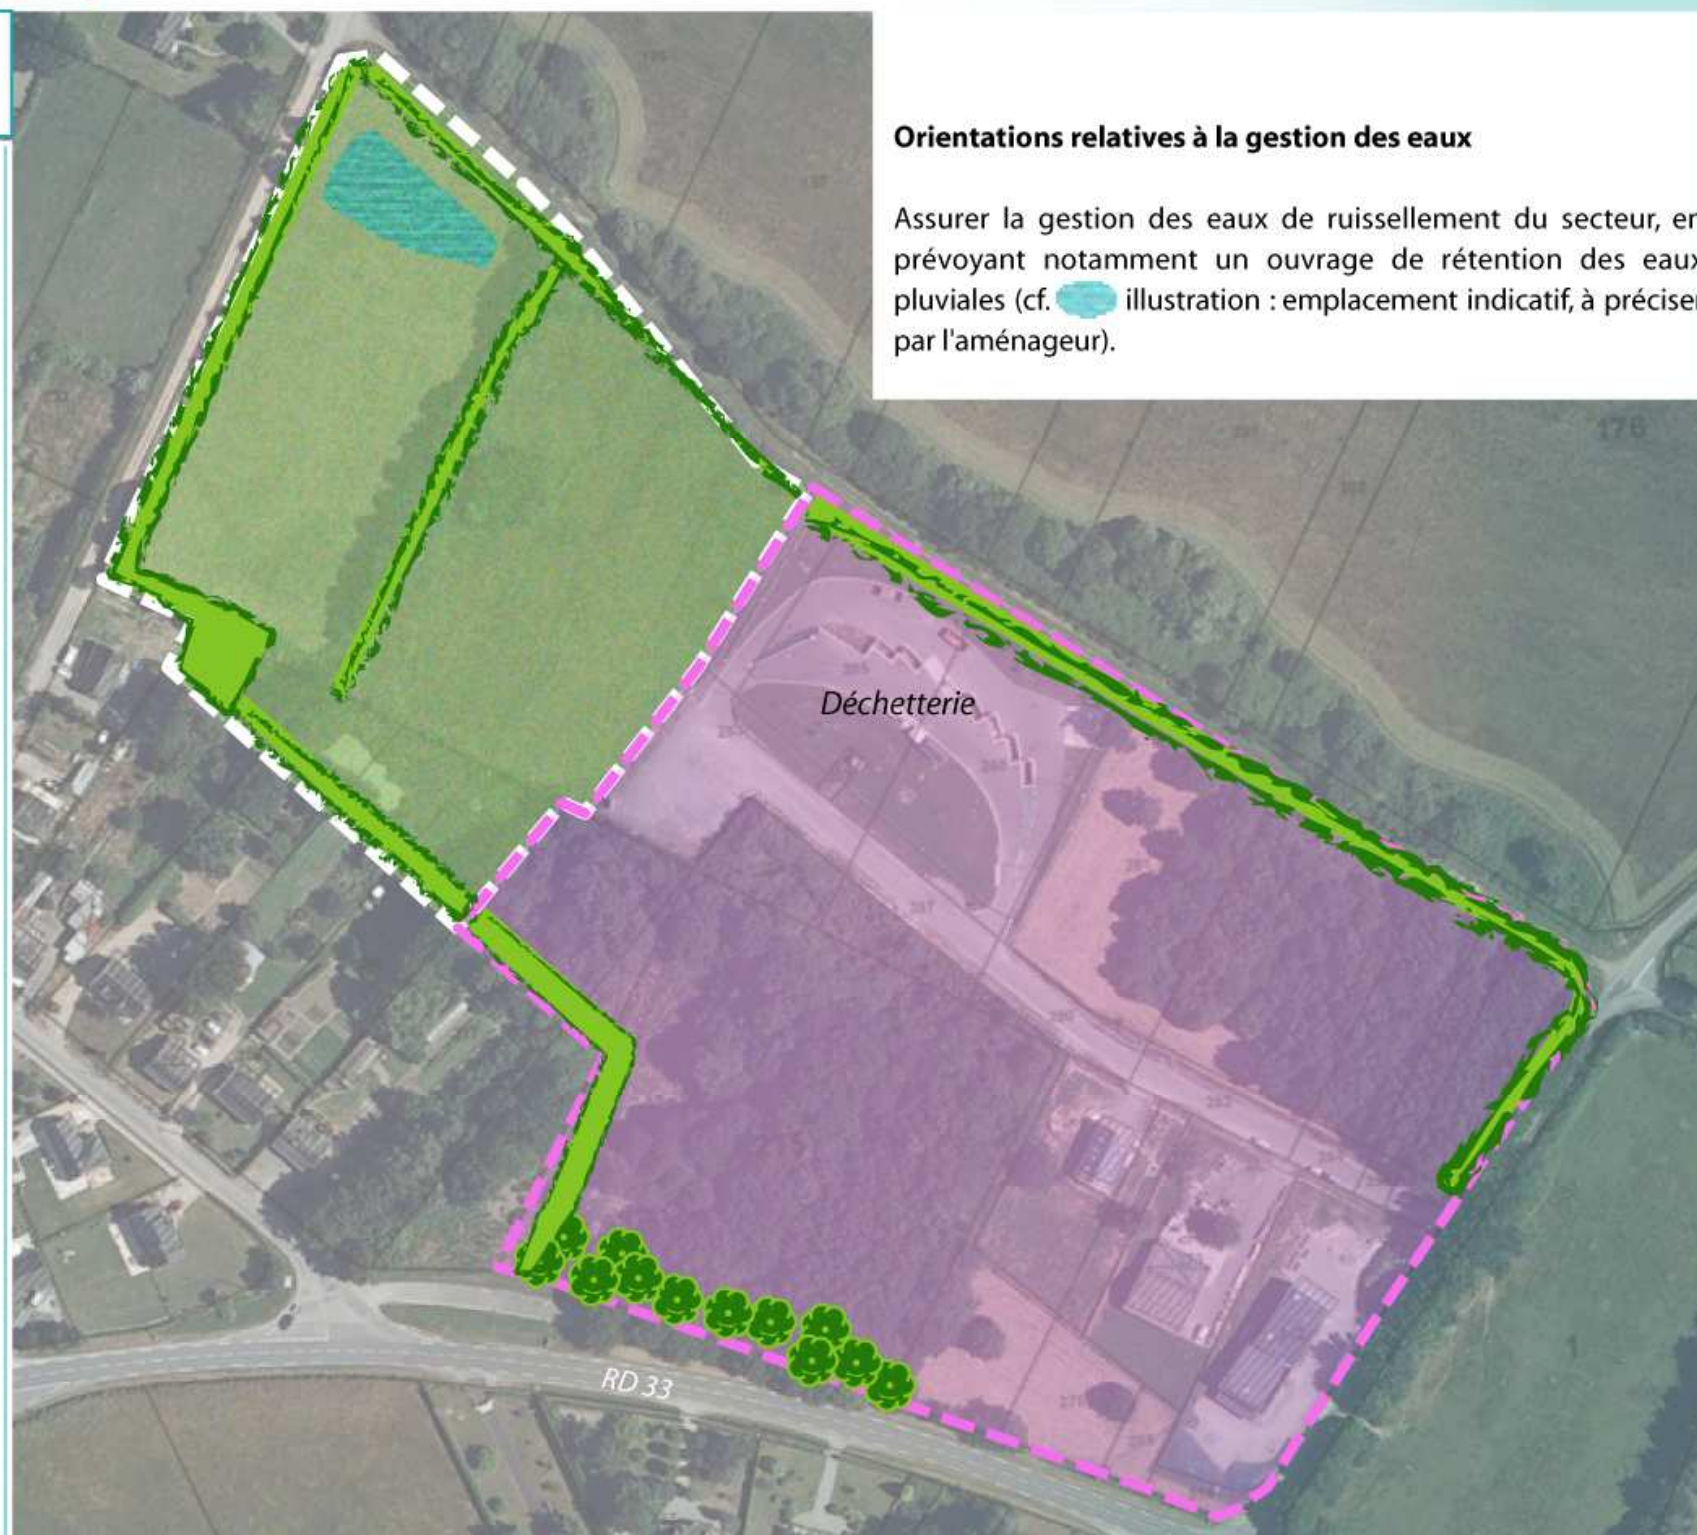 Orientations relatives à la gestion des eaux
Assurer la gestion des eaux de ruissellement du secteur, en
prévoyant notamment un ouvrage de rétention des eaux
pluviales (cf. illustration : emplacement indicatif, à préciser
par l'aménageur).
176
Déchetterie
RD 33